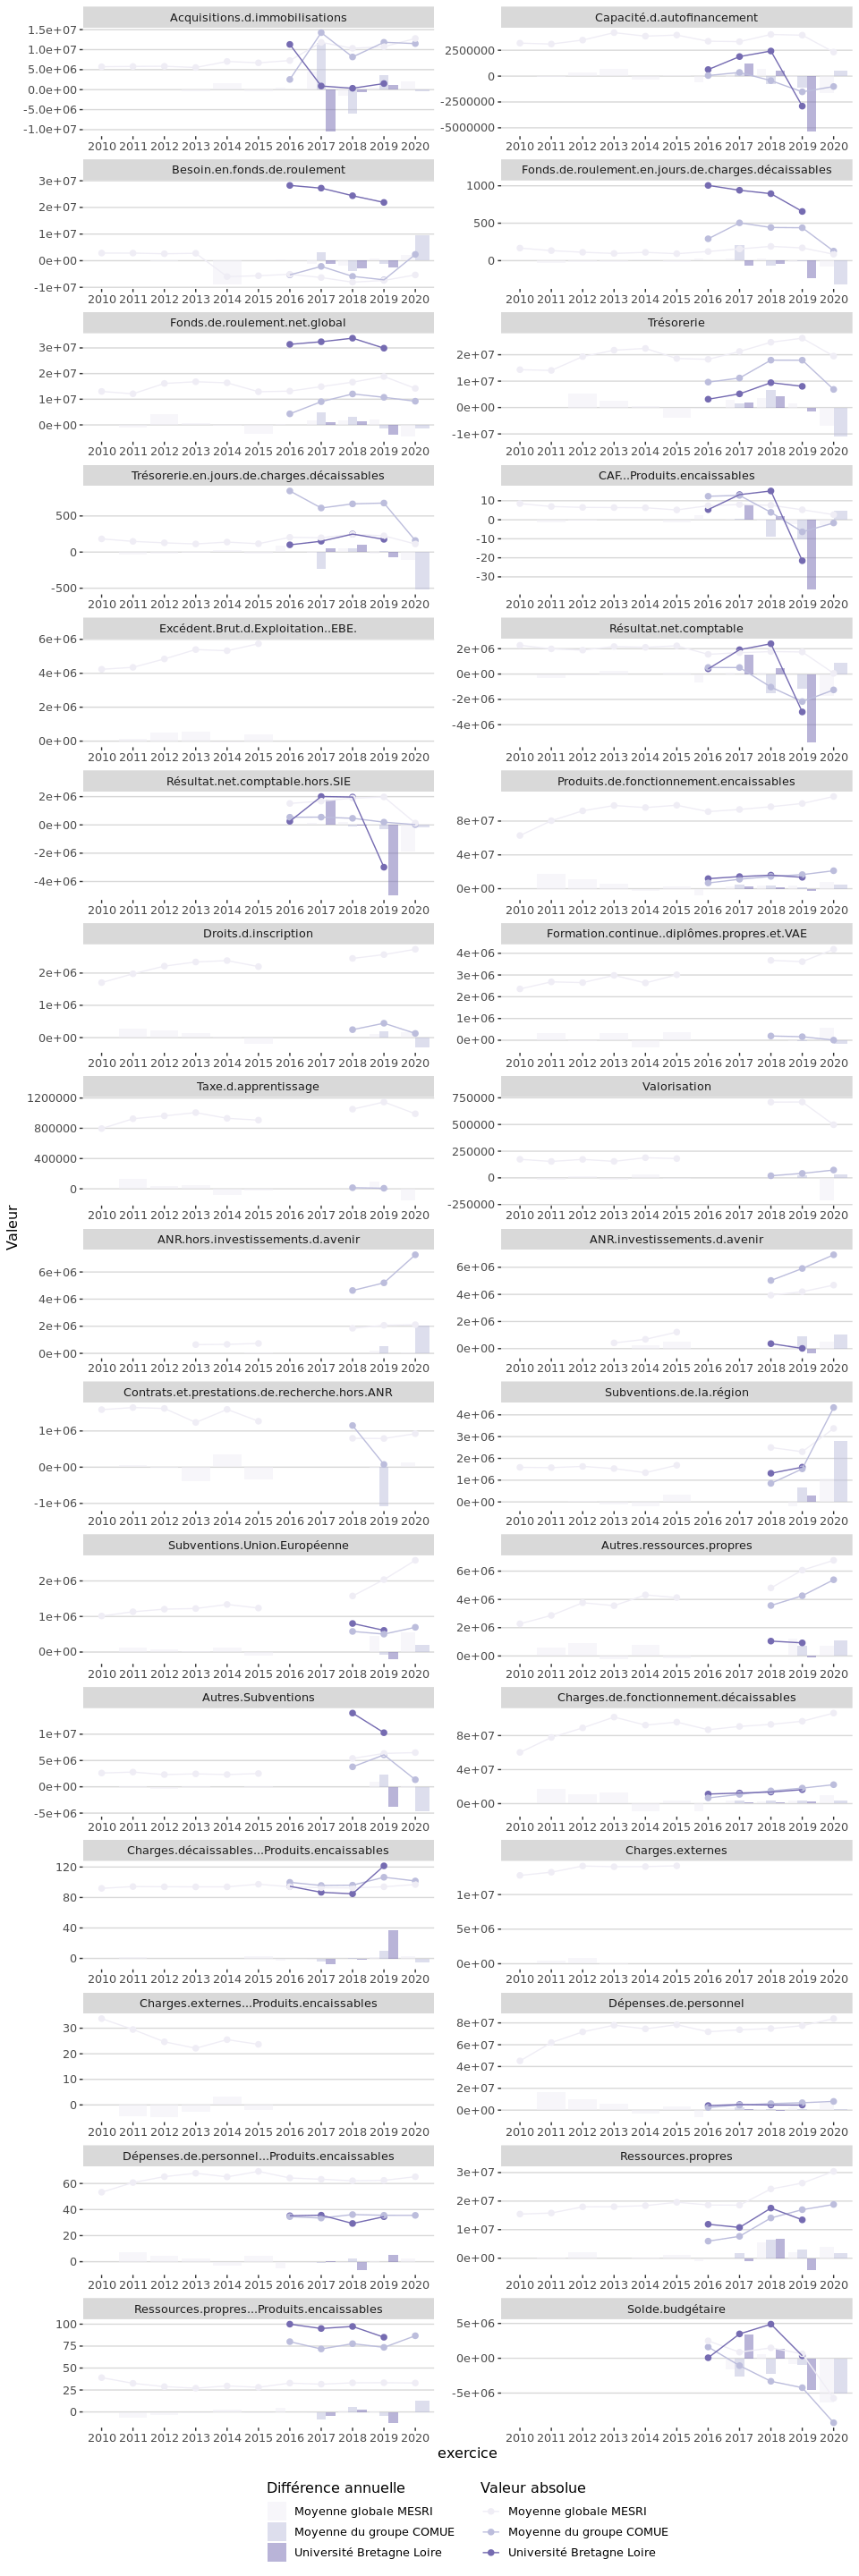 Acquisitions.d.immobilisations
1.5e+07
1.0e+07
5.0e+06
0.0e+00
-5.0e+06
-1.0e+07
2010 2011 2012 2013 2014 2015 2016 2017 2018 2019 2020
Capacité.d.autofinancement
2500000
0
-2500000
-5000000
2010 2011 2012 2013 2014 2015 2016 2017 2018 2019 2020
Besoin.en.fonds.de.roulement
3e+07
2e+07
1e+07
0e+00
-1e+07
2010 2011 2012 2013 2014 2015 2016 2017 2018 2019 2020
Fonds.de.roulement.en.jours.de.charges.décaissables
1000
500
0
2010 2011 2012 2013 2014 2015 2016 2017 2018 2019 2020
Fonds.de.roulement.net.global
3e+07
2e+07
1e+07
0e+00
2010 2011 2012 2013 2014 2015 2016 2017 2018 2019 2020
Trésorerie
2e+07
1e+07
0e+00
-1e+07
2010 2011 2012 2013 2014 2015 2016 2017 2018 2019 2020
Trésorerie.en.jours.de.charges.décaissables
500
0
-500
2010 2011 2012 2013 2014 2015 2016 2017 2018 2019 2020
CAF...Produits.encaissables
10
0
-10
-20
-30
2010 2011 2012 2013 2014 2015 2016 2017 2018 2019 2020
Excédent.Brut.d.Exploitation..EBE.
6e+06
4e+06
2e+06
0e+00
2010 2011 2012 2013 2014 2015 2016 2017 2018 2019 2020
Résultat.net.comptable
2e+06
0e+00
-2e+06
-4e+06
2010 2011 2012 2013 2014 2015 2016 2017 2018 2019 2020
Résultat.net.comptable.hors.SIE
2e+06
0e+00
-2e+06
-4e+06
2010 2011 2012 2013 2014 2015 2016 2017 2018 2019 2020
Produits.de.fonctionnement.encaissables
8e+07
4e+07
0e+00
2010 2011 2012 2013 2014 2015 2016 2017 2018 2019 2020
Droits.d.inscription
2e+06
1e+06
0e+00
2010 2011 2012 2013 2014 2015 2016 2017 2018 2019 2020
Formation.continue..diplômes.propres.et.VAE
4e+06
3e+06
2e+06
1e+06
0e+00
2010 2011 2012 2013 2014 2015 2016 2017 2018 2019 2020
Taxe.d.apprentissage
1200000
800000
400000
0
2010 2011 2012 2013 2014 2015 2016 2017 2018 2019 2020
Valorisation
750000
500000
250000
0
-250000
2010 2011 2012 2013 2014 2015 2016 2017 2018 2019 2020
Valeur
ANR.hors.investissements.d.avenir
6e+06
4e+06
2e+06
0e+00
2010 2011 2012 2013 2014 2015 2016 2017 2018 2019 2020
ANR.investissements.d.avenir
6e+06
4e+06
2e+06
0e+00
2010 2011 2012 2013 2014 2015 2016 2017 2018 2019 2020
Contrats.et.prestations.de.recherche.hors.ANR
1e+06
0e+00
-1e+06
2010 2011 2012 2013 2014 2015 2016 2017 2018 2019 2020
Subventions.de.la.région
4e+06
3e+06
2e+06
1e+06
0e+00
2010 2011 2012 2013 2014 2015 2016 2017 2018 2019 2020
Subventions.Union.Européenne
2e+06
1e+06
0e+00
2010 2011 2012 2013 2014 2015 2016 2017 2018 2019 2020
Autres.ressources.propres
6e+06
4e+06
2e+06
0e+00
2010 2011 2012 2013 2014 2015 2016 2017 2018 2019 2020
Autres.Subventions
1e+07
5e+06
0e+00
-5e+06
2010 2011 2012 2013 2014 2015 2016 2017 2018 2019 2020
Charges.de.fonctionnement.décaissables
8e+07
4e+07
0e+00
2010 2011 2012 2013 2014 2015 2016 2017 2018 2019 2020
Charges.décaissables...Produits.encaissables
120
80
40
0
2010 2011 2012 2013 2014 2015 2016 2017 2018 2019 2020
Charges.externes
1e+07
5e+06
0e+00
2010 2011 2012 2013 2014 2015 2016 2017 2018 2019 2020
Charges.externes...Produits.encaissables
30
20
10
0
2010 2011 2012 2013 2014 2015 2016 2017 2018 2019 2020
Dépenses.de.personnel
8e+07
6e+07
4e+07
2e+07
0e+00
2010 2011 2012 2013 2014 2015 2016 2017 2018 2019 2020
Dépenses.de.personnel...Produits.encaissables
60
40
20
0
2010 2011 2012 2013 2014 2015 2016 2017 2018 2019 2020
Ressources.propres
3e+07
2e+07
1e+07
0e+00
2010 2011 2012 2013 2014 2015 2016 2017 2018 2019 2020
Ressources.propres...Produits.encaissables
100
75
50
25
0
2010 2011 2012 2013 2014 2015 2016 2017 2018 2019 2020
Solde.budgétaire
5e+06
0e+00
-5e+06
2010 2011 2012 2013 2014 2015 2016 2017 2018 2019 2020
exercice
Différence annuelle
Moyenne globale MESRI
Moyenne du groupe COMUE
Université Bretagne Loire
Valeur absolue
Moyenne globale MESRI
Moyenne du groupe COMUE
Université Bretagne Loire